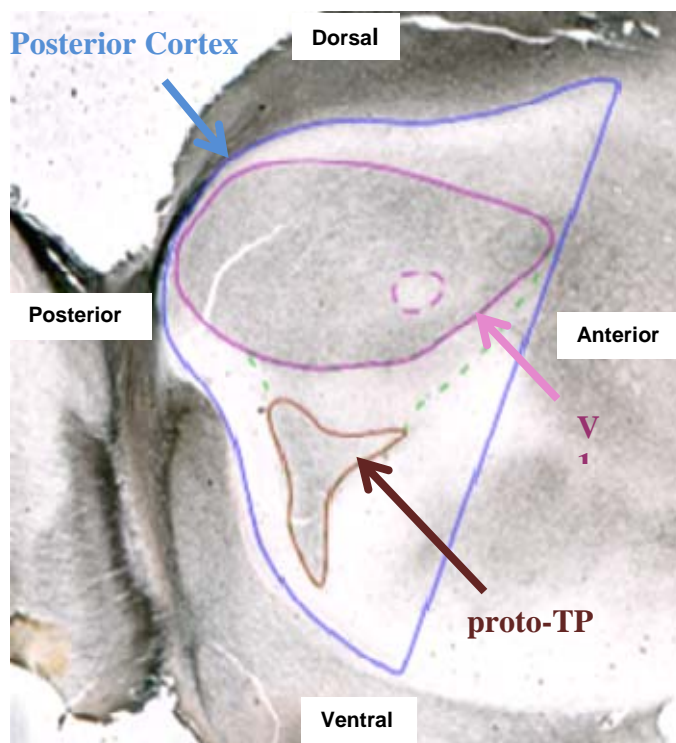 Posterior Cortex
Dorsal
Posterior
Anterior
V
1
proto-TP
Ventral